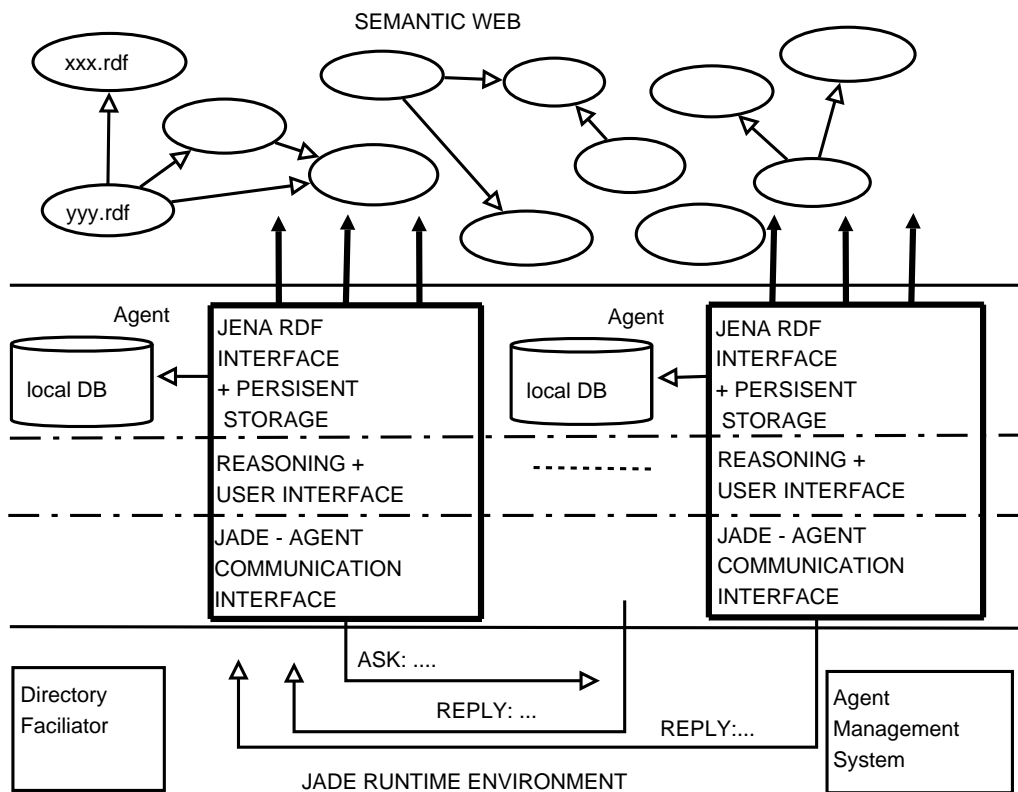 SEMANTIC WEB
xxx.rdf
yyy.rdf
Agent
local DB
JENA RDF
INTERFACE
+ PERSISENT
STORAGE
REASONING +
USER INTERFACE
JADE - AGENT
COMMUNICATION
INTERFACE
Agent
local DB
JENA RDF
INTERFACE
+ PERSISENT
STORAGE
REASONING +
USER INTERFACE
JADE - AGENT
COMMUNICATION
INTERFACE
ASK: ....
REPLY: ...
REPLY:...
Directory
Faciliator
Agent
Management
System
JADE RUNTIME ENVIRONMENT